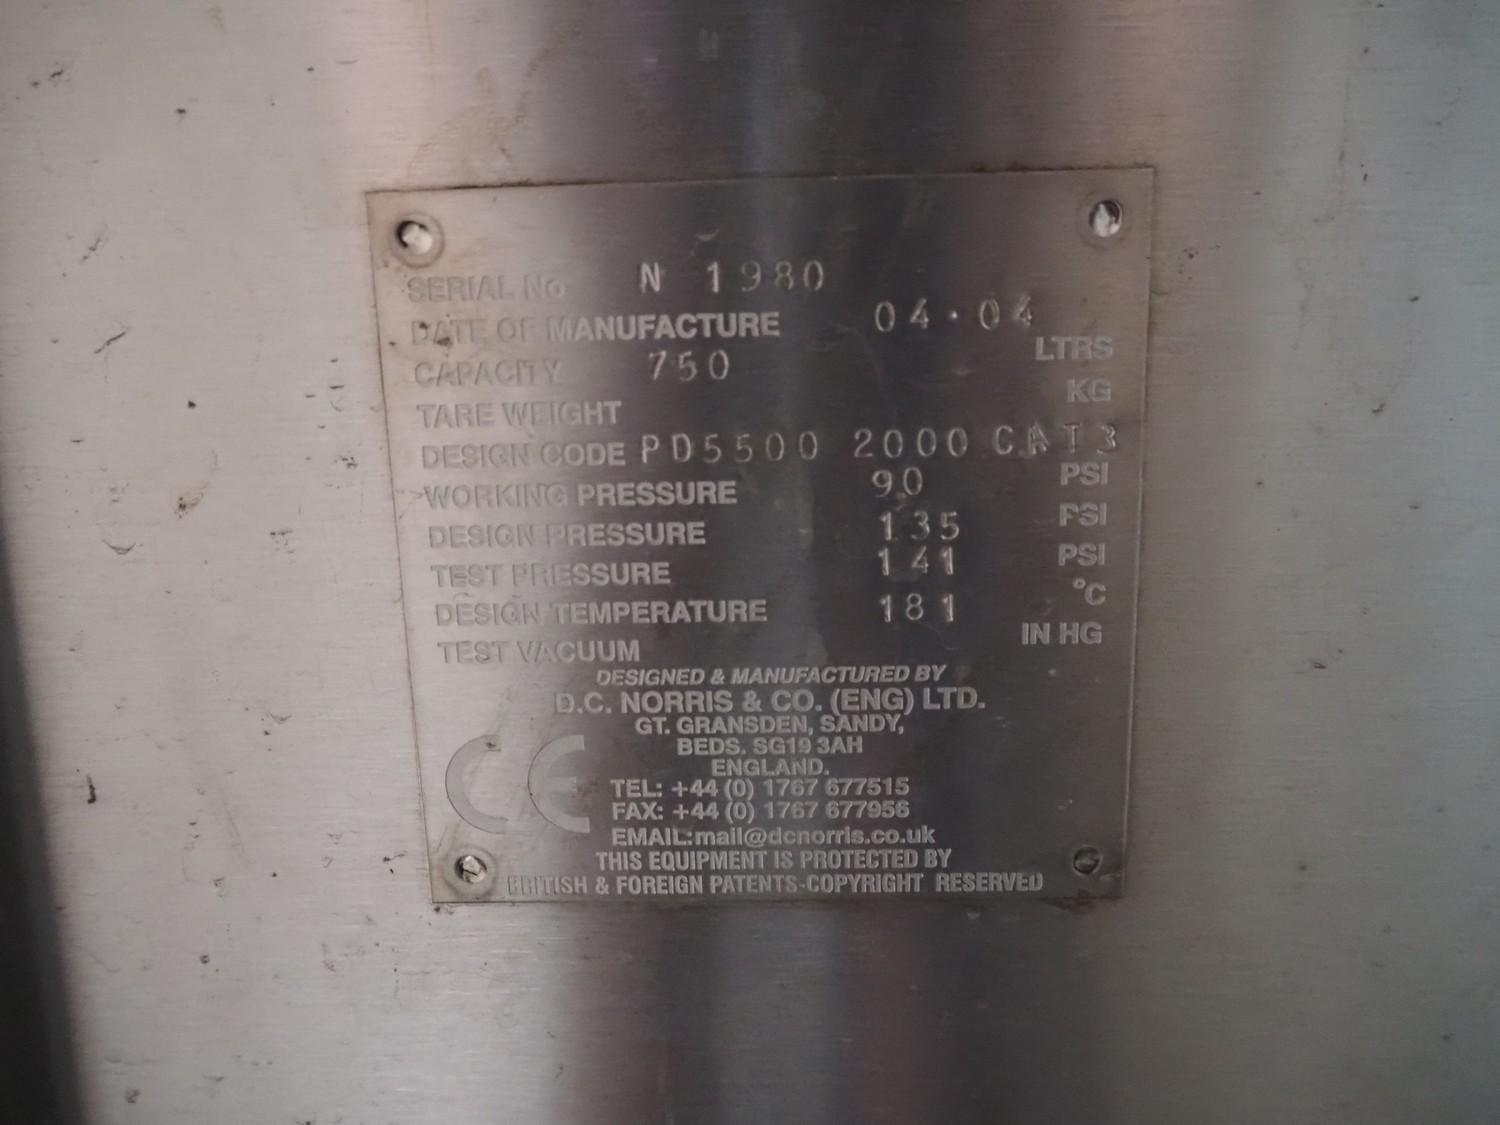 SERIAL No N 1980
DATE OF MANUFACTURE 04·04
CAPACITY 750 LTRS
TARE WEIGHT KG
DESIGN CODE PD5500 2000 CAT3
WORKING PRESSURE 90 PSI
DESIGN PRESSURE 135 PSI
TEST PRESSURE 141 PSI
DESIGN TEMPERATURE 181 °C
TEST VACUUM IN HG
DESIGNED & MANUFACTURED BY
D.C. NORRIS & CO. (ENG) LTD.
GT. GRANSDEN, SANDY,
BEDS. SG19 3AH
ENGLAND.
CE
TEL: +44 (0) 1767 677515
FAX: +44 (0) 1767 677956
EMAIL:mail@dcnorris.co.uk
THIS EQUIPMENT IS PROTECTED BY
BRITISH & FOREIGN PATENTS-COPYRIGHT RESERVED